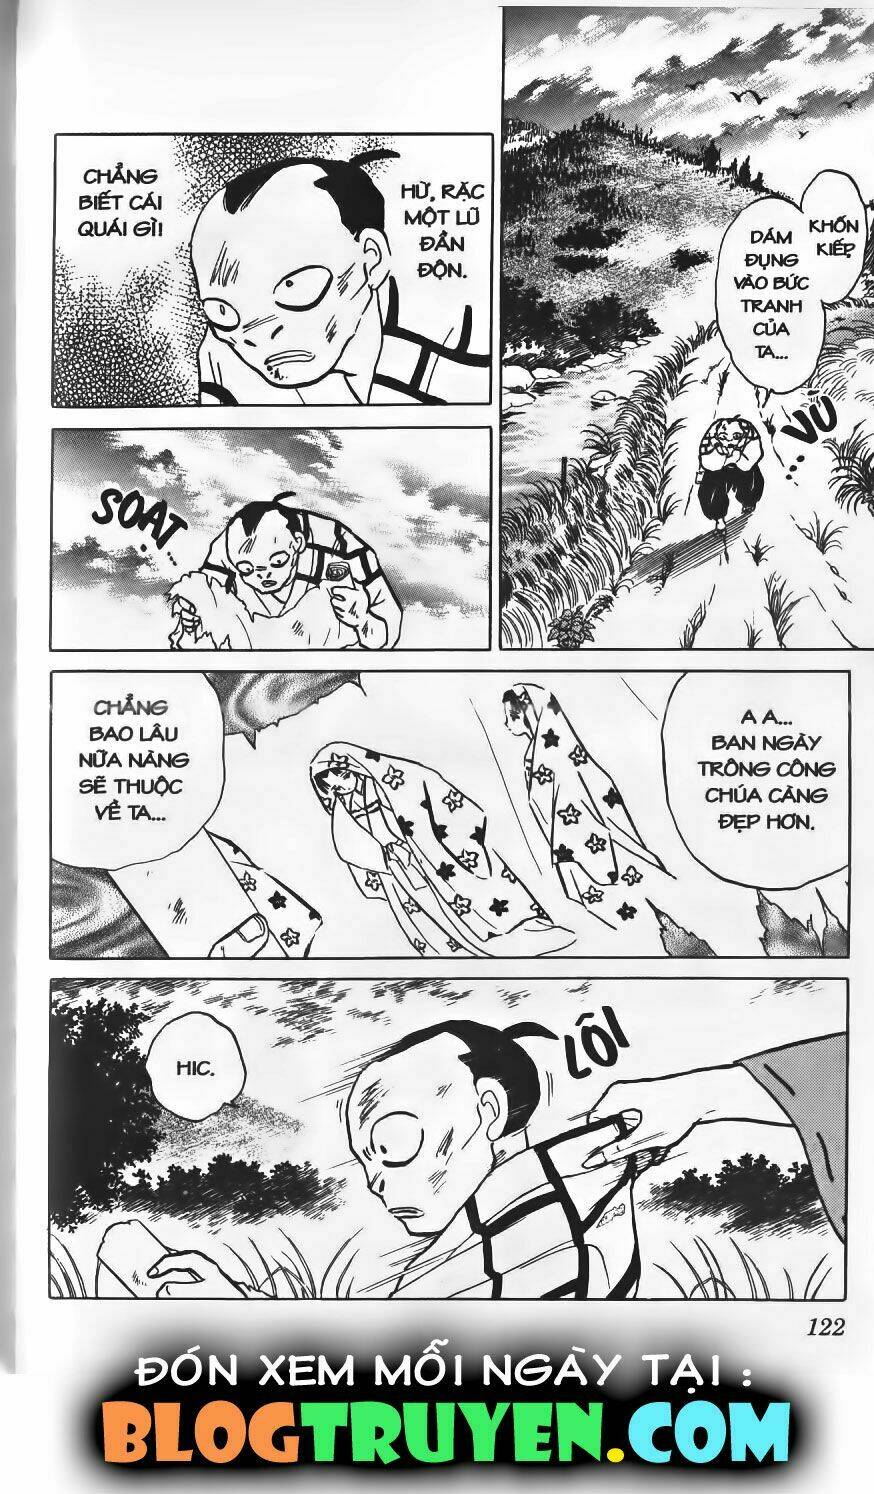 KHỐN
KIẾP.
DÁM
ĐỤNG
VÀO BỨC
TRANH
CỦA
TA...
VÙ
...
HỪ, RẶC
MỘT LŨ
ĐẦN
ĐỘN.
CHẲNG
BIẾT CÁI
QUÁI GÌ!
SOẠT...
A A...
BAN NGÀY
TRÔNG CÔNG
CHÚA CÀNG
ĐẸP HƠN.
CHẲNG
BAO LÂU
NỮA NÀNG
SẼ THUỘC
VỀ TA...
LÔI
HIC.
122
ĐÓN XEM MỖI NGÀY TẠI :
BLOGTRUYEN.COM